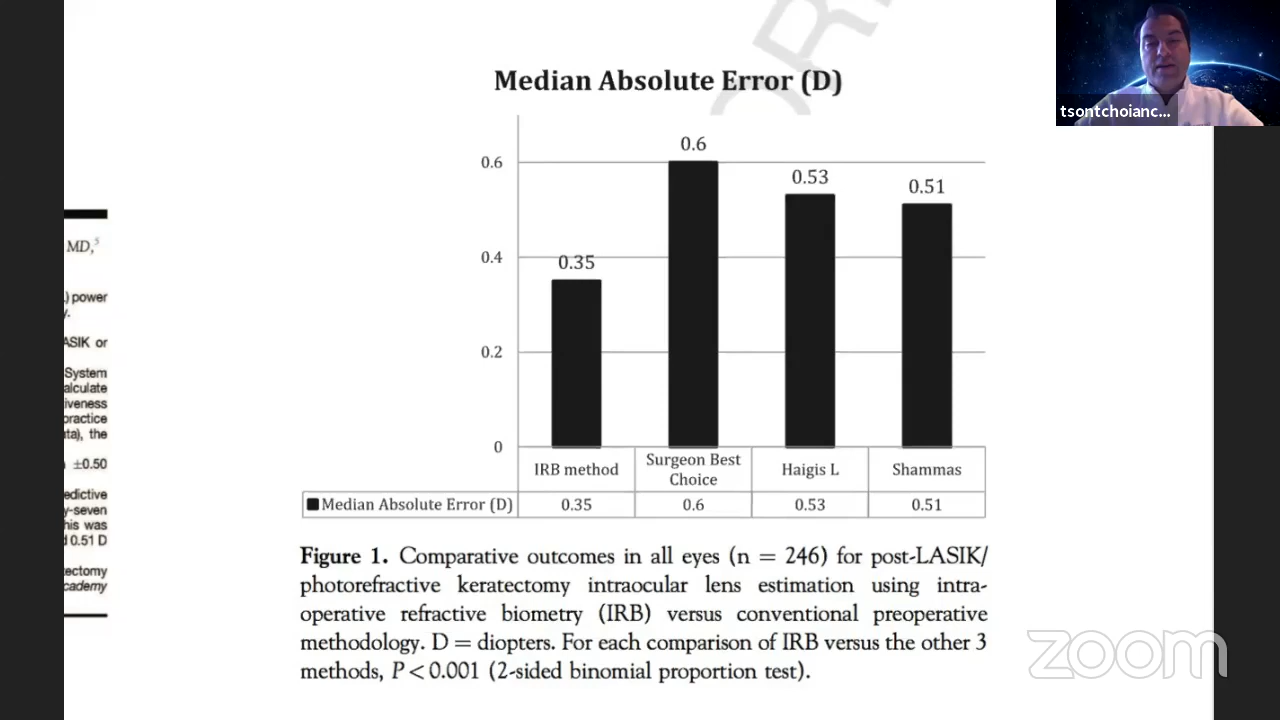 Median Absolute Error (D)
tsontchoianc...
0.6
0.6
0.53
0.51
0.4
0.35
0.2
0
IRB method
Surgeon Best
Choice
Haigis L
Shammas
Median Absolute Error (D)
0.35
0.6
0.53
0.51
Figure 1. Comparative outcomes in all eyes (n = 246) for post-LASIK/
photorefractive keratectomy intraocular lens estimation using intra-
operative refractive biometry (IRB) versus conventional preoperative
methodology. D = diopters. For each comparison of IRB versus the other 3
methods, P < 0.001 (2-sided binomial proportion test).
MD,5
) power
y.
ASIK or
System
alculate
iveness
practice
ta), the
±0.50
edictive
y-seven
his was
0.51 D
ectomy
cademy
zoom